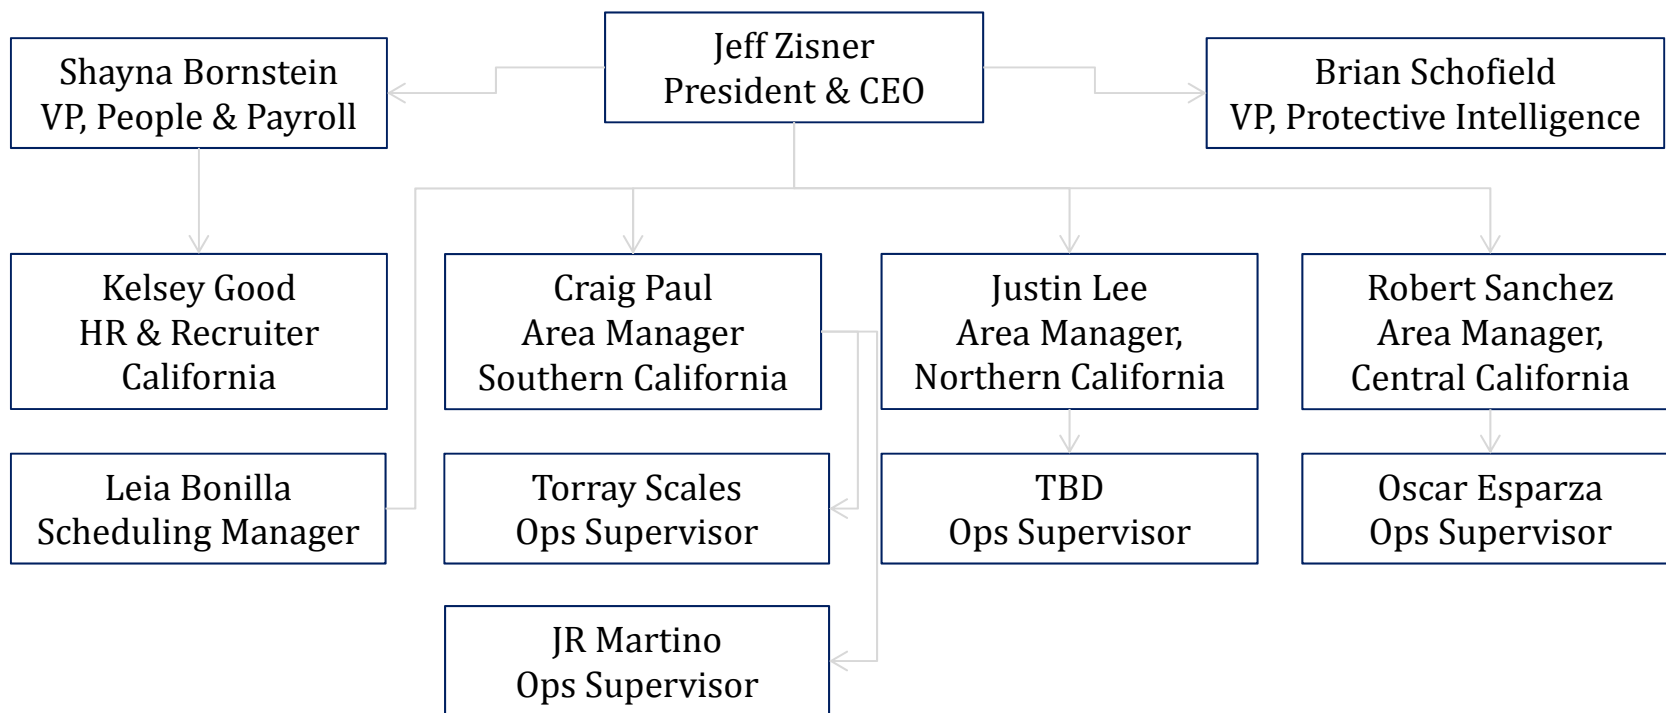 Jeff Zisner
President & CEO
Shayna Bornstein
VP, People & Payroll
Brian Schofield
VP, Protective Intelligence
Kelsey Good
HR & Recruiter
California
Craig Paul
Area Manager
Southern California
Justin Lee
Area Manager,
Northern California
Robert Sanchez
Area Manager,
Central California
Leia Bonilla
Scheduling Manager
Torray Scales
Ops Supervisor
TBD
Ops Supervisor
Oscar Esparza
Ops Supervisor
JR Martino
Ops Supervisor